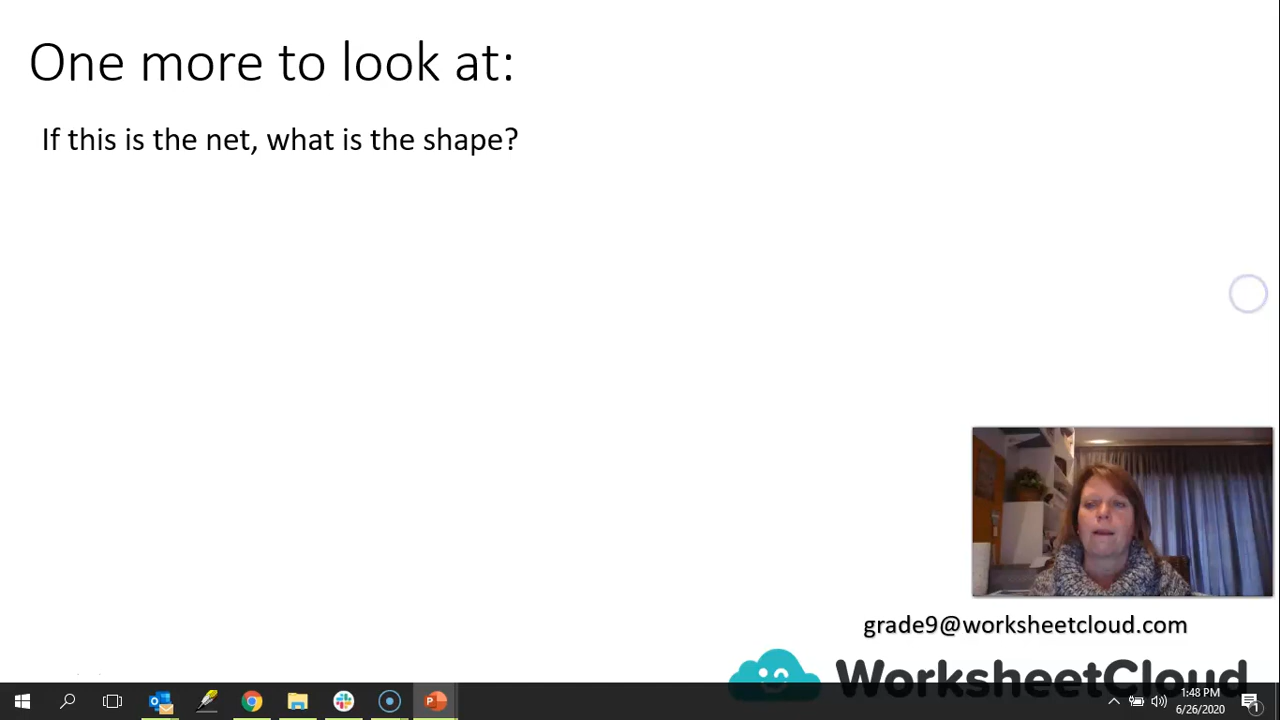 One more to look at:
If this is the net, what is the shape?
grade9@worksheetcloud.com
WorksheetCloud
1:48 PM
6/26/2020